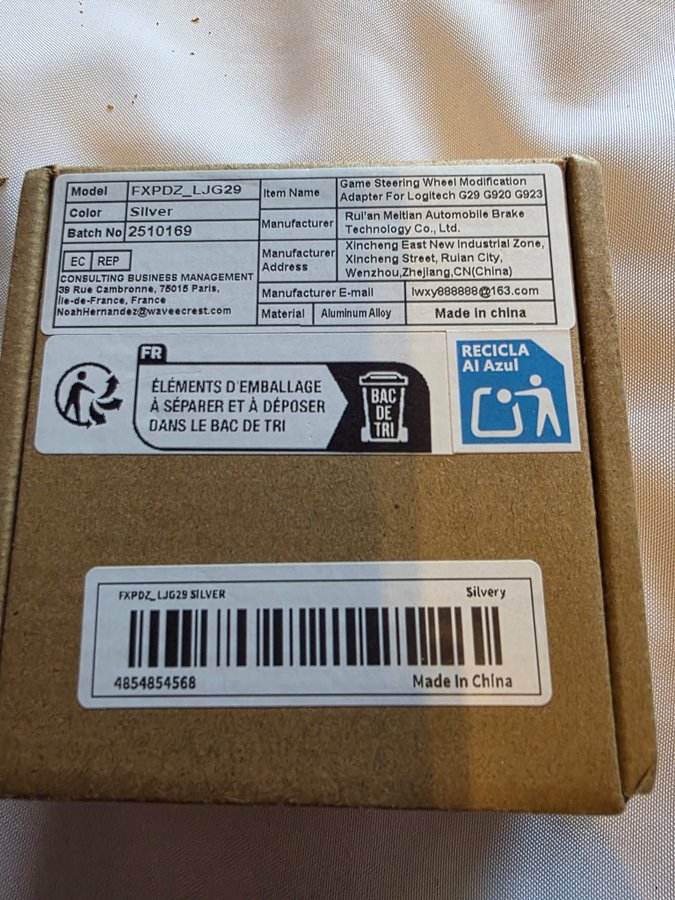 Model FXPDZ_LJG29
Color Silver
Batch No 2510169
EC REP
CONSULTING BUSINESS MANAGEMENT
39 Rue Cambronne, 75015 Paris,
Île-de-France, France
NoahHernandez@waveecrest.com
Item Name Game Steering Wheel Modification
Adapter For Logitech G29 G920 G923
Manufacturer Rui'an Meltian Automobile Brake
Technology Co., Ltd.
Manufacturer Address Xincheng East New Industrial Zone,
Xincheng Street, Ruian City,
Wenzhou,Zhejiang,CN(China)
Manufacturer E-mail lwxy888888@163.com
Material Aluminum Alloy Made in china
FR
ÉLÉMENTS D'EMBALLAGE
À SÉPARER ET À DÉPOSER
DANS LE BAC DE TRI
BAC
DE
TRI
RECICLA
Al Azul
FXPDZ_LJG29 SILVER Silvery
4854854568 Made In China